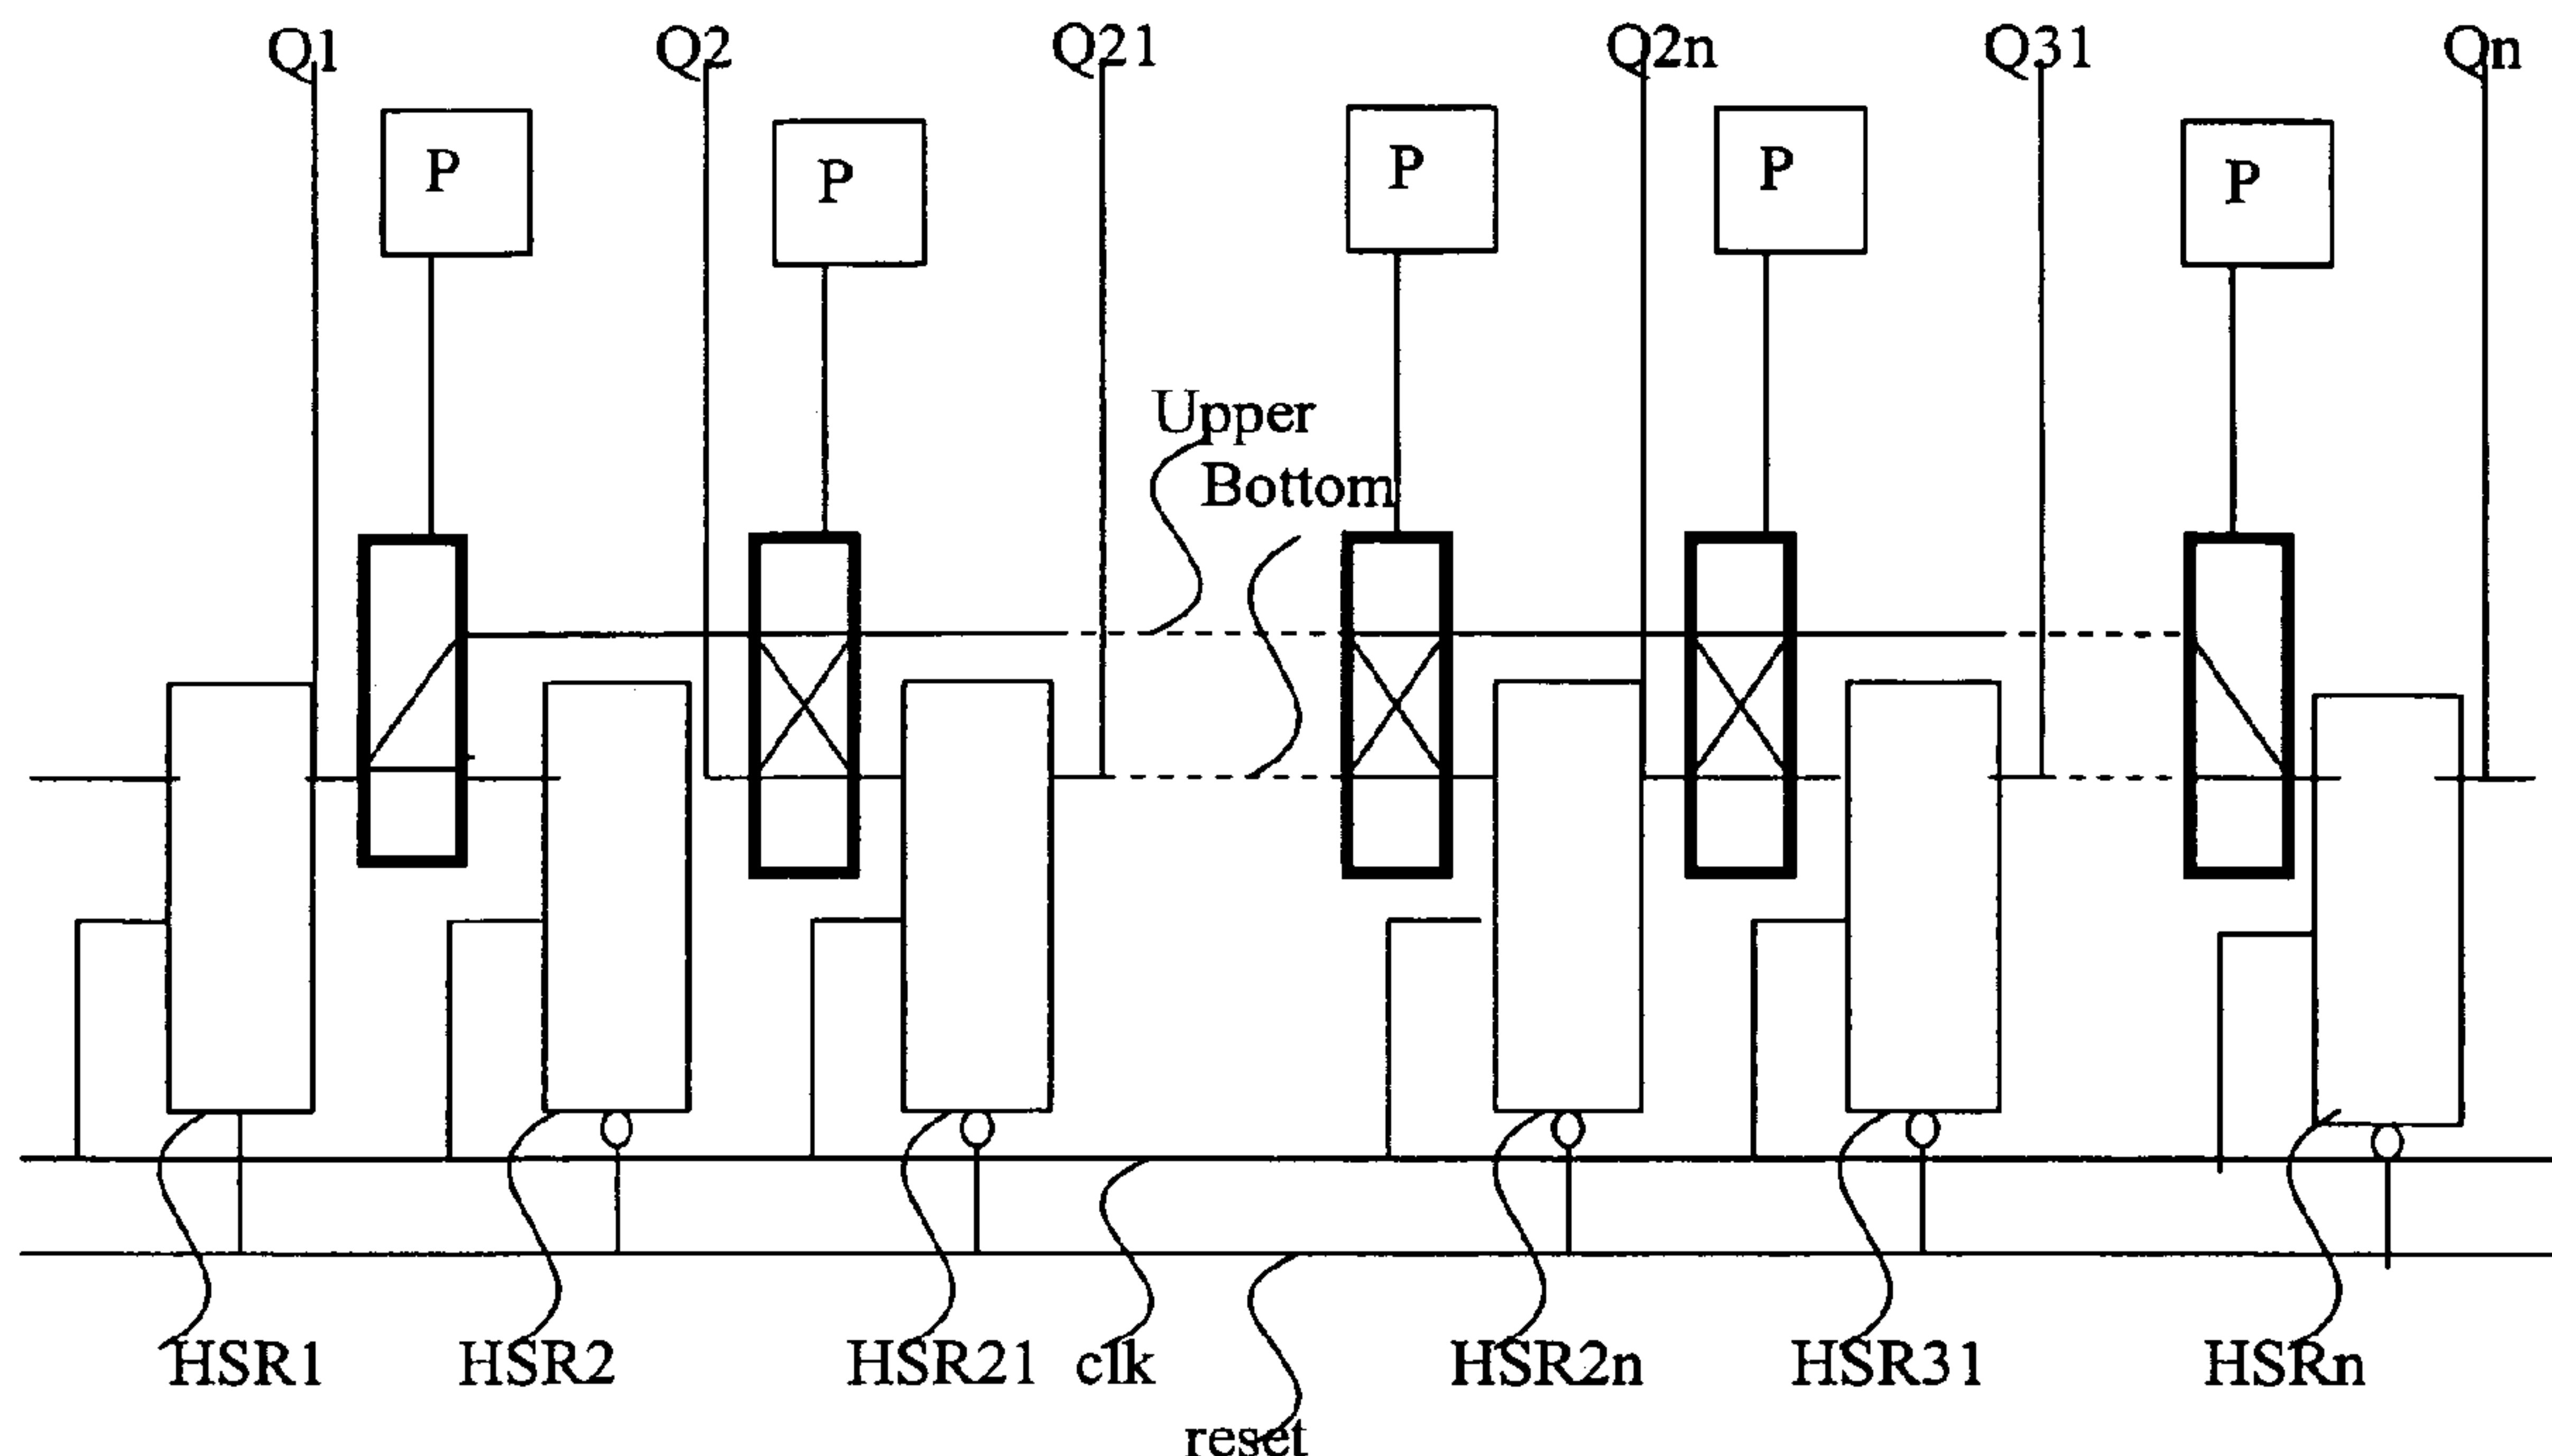 Q1 Q2 Q21 Q2n Q31 Qn
P P P P P
Upper
Bottom
HSR1 HSR2 HSR21 clk HSR2n HSR31 HSRn
reset